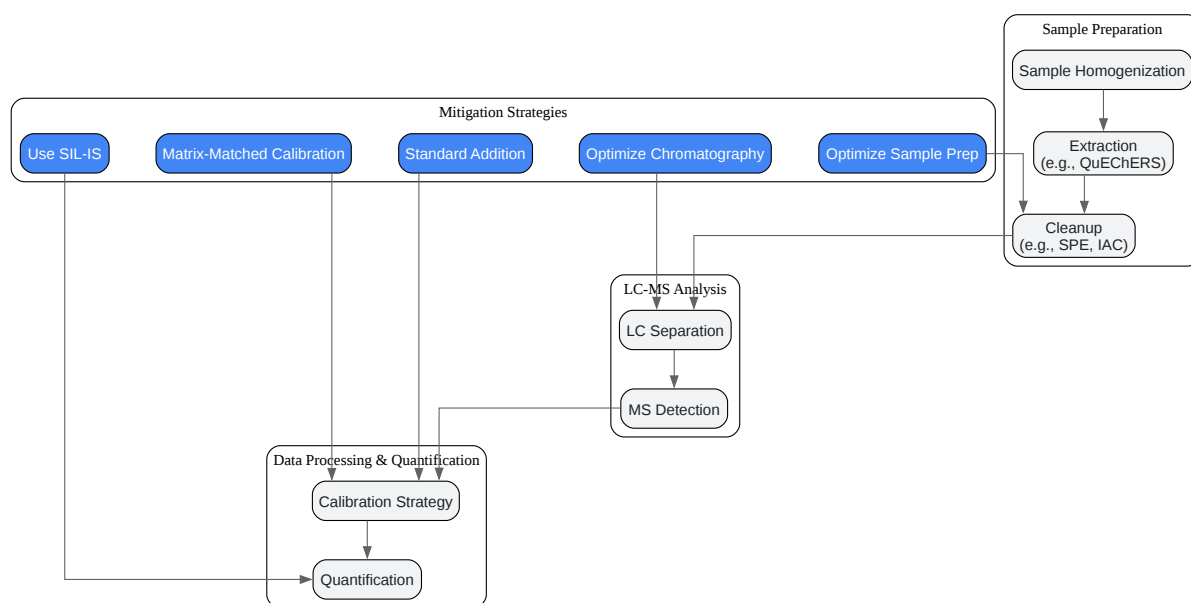 Sample Preparation
Sample Homogenization
Mitigation Strategies
Use SIL-IS
Matrix-Matched Calibration
Standard Addition
Optimize Chromatography
Optimize Sample Prep
Extraction
(e.g., QuEChERS)
Cleanup
(e.g., SPE, IAC)
LC-MS Analysis
LC Separation
MS Detection
Data Processing & Quantification
Calibration Strategy
Quantification